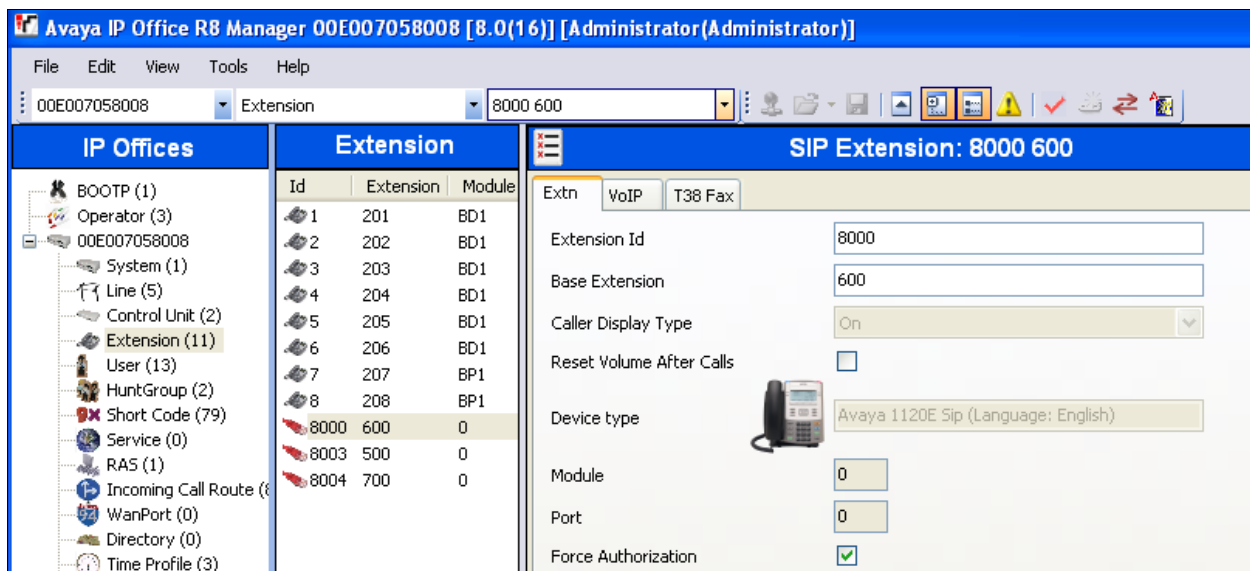 Avaya IP Office R8 Manager 00E007058008 [8.0(16)] [Administrator(Administrator)]
File Edit View Tools Help
00E007058008 Extension 8000 600
IP Offices
BOOTP (1)
Operator (3)
00E007058008
System (1)
Line (5)
Control Unit (2)
Extension (11)
User (13)
HuntGroup (2)
Short Code (79)
Service (0)
RAS (1)
Incoming Call Route (8
WanPort (0)
Directory (0)
Time Profile (3)
Extension
Id Extension Module
1 201 BD1
2 202 BD1
3 203 BD1
4 204 BD1
5 205 BD1
6 206 BD1
7 207 BP1
8 208 BP1
8000 600 0
8003 500 0
8004 700 0
SIP Extension: 8000 600
Extn VoIP T38 Fax
Extension Id 8000
Base Extension 600
Caller Display Type On
Reset Volume After Calls
Device type Avaya 1120E Sip (Language: English)
Module 0
Port 0
Force Authorization